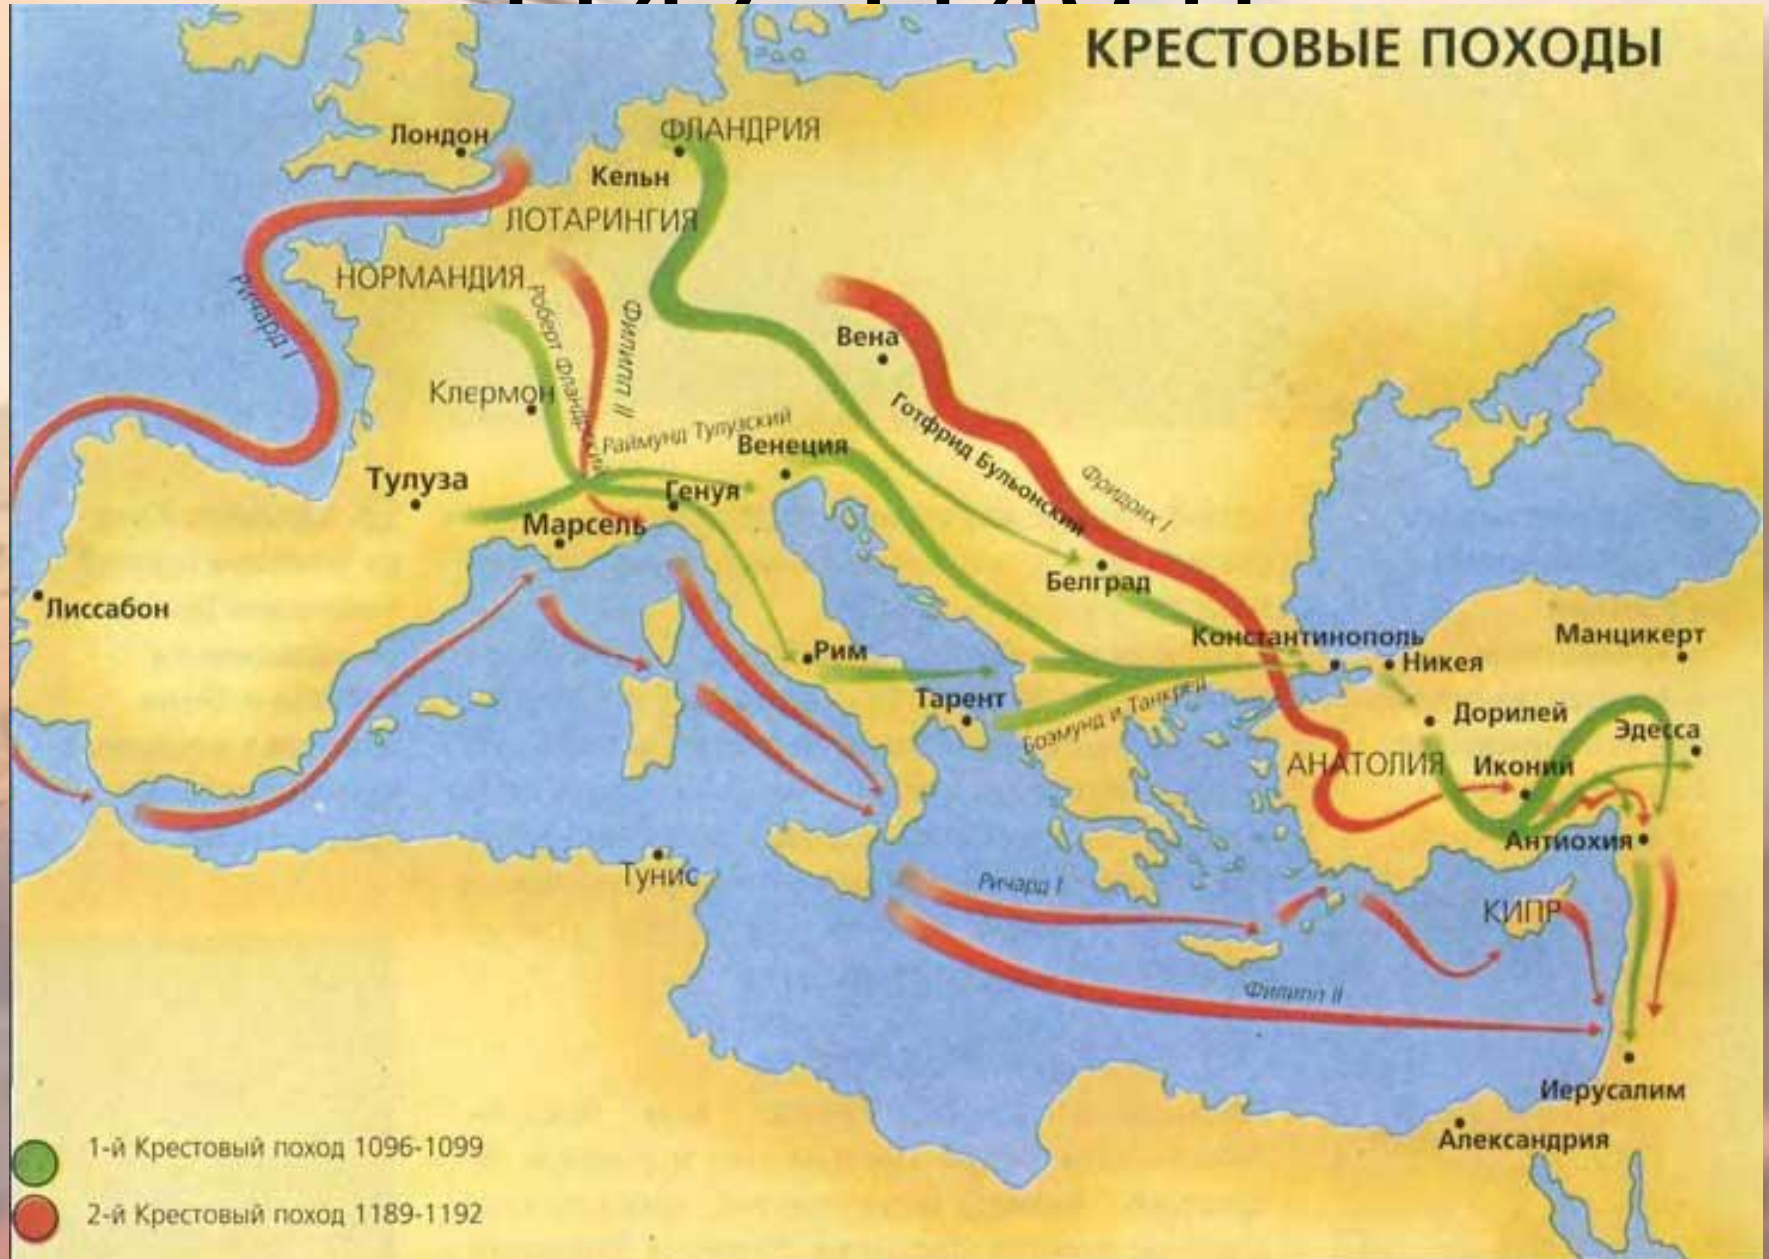 КРЕСТОВЫЕ ПОХОДЫ
Лондон
ФЛАНДРИЯ
Кельн
ЛОТАРИНГИЯ
НОРМАНДИЯ
Ричард I
Роберт Фландрский
Филипп II
Вена
Клермон
Раймунд Тулузский
Венеция
Готфрид Бульонский
Фридрих I
Тулуза
Генуя
Марсель
Белград
Лиссабон
Константинополь
Манцикерт
Рим
Никея
Тарент
Боэмунд и Танкред
Дорилей
Эдесса
АНАТОЛИЯ
Иконий
Антиохия
Тунис
Ричард I
КИПР
Филипп II
Иерусалим
Александрия
1-й Крестовый поход 1096-1099
2-й Крестовый поход 1189-1192